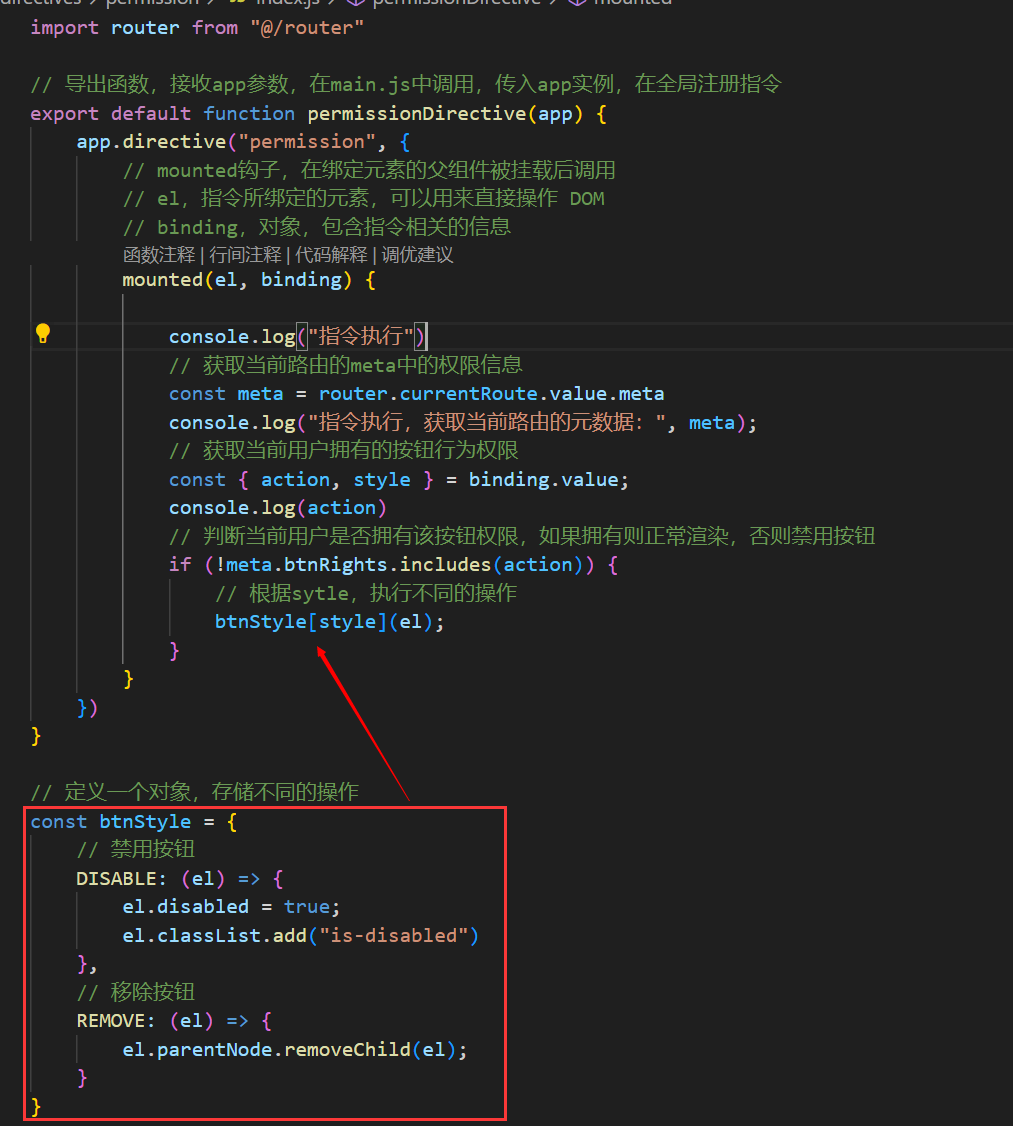 directives > permission > JS index.js > permissionDirective > mounted
import router from "@/router"
// 导出函数，接收app参数，在main.js中调用，传入app实例，在全局注册指令
export default function permissionDirective(app) {
app.directive("permission", {
// mounted钩子，在绑定元素的父组件被挂载后调用
// el，指令所绑定的元素，可以用来直接操作 DOM
// binding，对象，包含指令相关的信息
函数注释 | 行间注释 | 代码解释 | 调优建议
mounted(el, binding) {
console.log("指令执行")
// 获取当前路由的meta中的权限信息
const meta = router.currentRoute.value.meta
console.log("指令执行，获取当前路由的元数据：", meta);
// 获取当前用户拥有的按钮行为权限
const { action, style } = binding.value;
console.log(action)
// 判断当前用户是否拥有该按钮权限，如果拥有则正常渲染，否则禁用按钮
if (!meta.btnRights.includes(action)) {
// 根据sytle，执行不同的操作
btnStyle[style](el);
}
}
})
}
// 定义一个对象，存储不同的操作
const btnStyle = {
// 禁用按钮
DISABLE: (el) => {
el.disabled = true;
el.classList.add("is-disabled")
},
// 移除按钮
REMOVE: (el) => {
el.parentNode.removeChild(el);
}
}